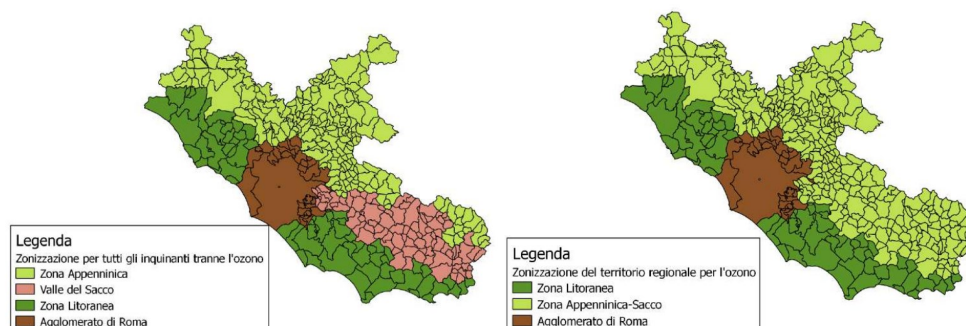 Legenda
Zonizzazione per tutti gli inquinanti tranne l'ozono
Zona Appenninica
Valle del Sacco
Zona Litoranea
Agglomerato di Roma
Legenda
Zonizzazione del territorio regionale per l'ozono
Zona Litoranea
Zona Appenninica-Sacco
Agglomerato di Roma